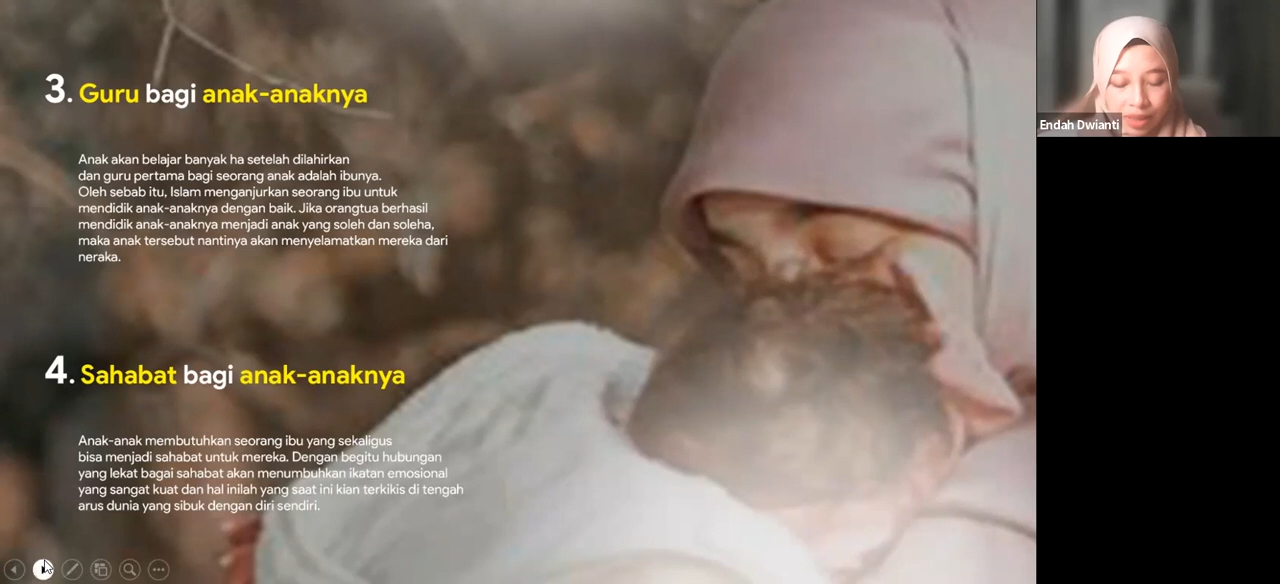 3. Guru bagi anak-anaknya
Anak akan belajar banyak ha setelah dilahirkan
dan guru pertama bagi seorang anak adalah ibunya.
Oleh sebab itu, Islam menganjurkan seorang ibu untuk
mendidik anak-anaknya dengan baik. Jika orangtua berhasil
mendidik anak-anaknya menjadi anak yang soleh dan soleha,
maka anak tersebut nantinya akan menyelamatkan mereka dari
neraka.
4. Sahabat bagi anak-anaknya
Anak-anak membutuhkan seorang ibu yang sekaligus
bisa menjadi sahabat untuk mereka. Dengan begitu hubungan
yang lekat bagai sahabat akan menumbuhkan ikatan emosional
yang sangat kuat dan hal inilah yang saat ini kian terkikis di tengah
arus dunia yang sibuk dengan diri sendiri.
Endah Dwianti